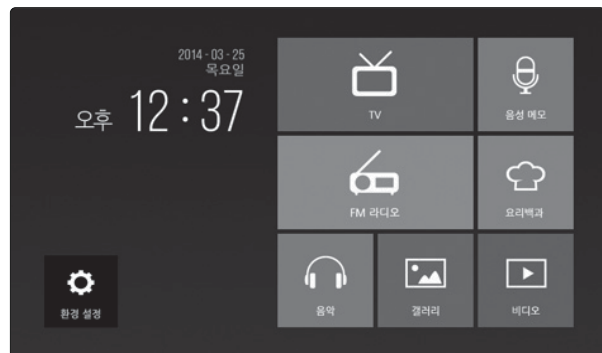 2014-03-25
목요일
오후 12:37
TV
음성 메모
FM 라디오
요리백과
환경 설정
음악
갤러리
비디오